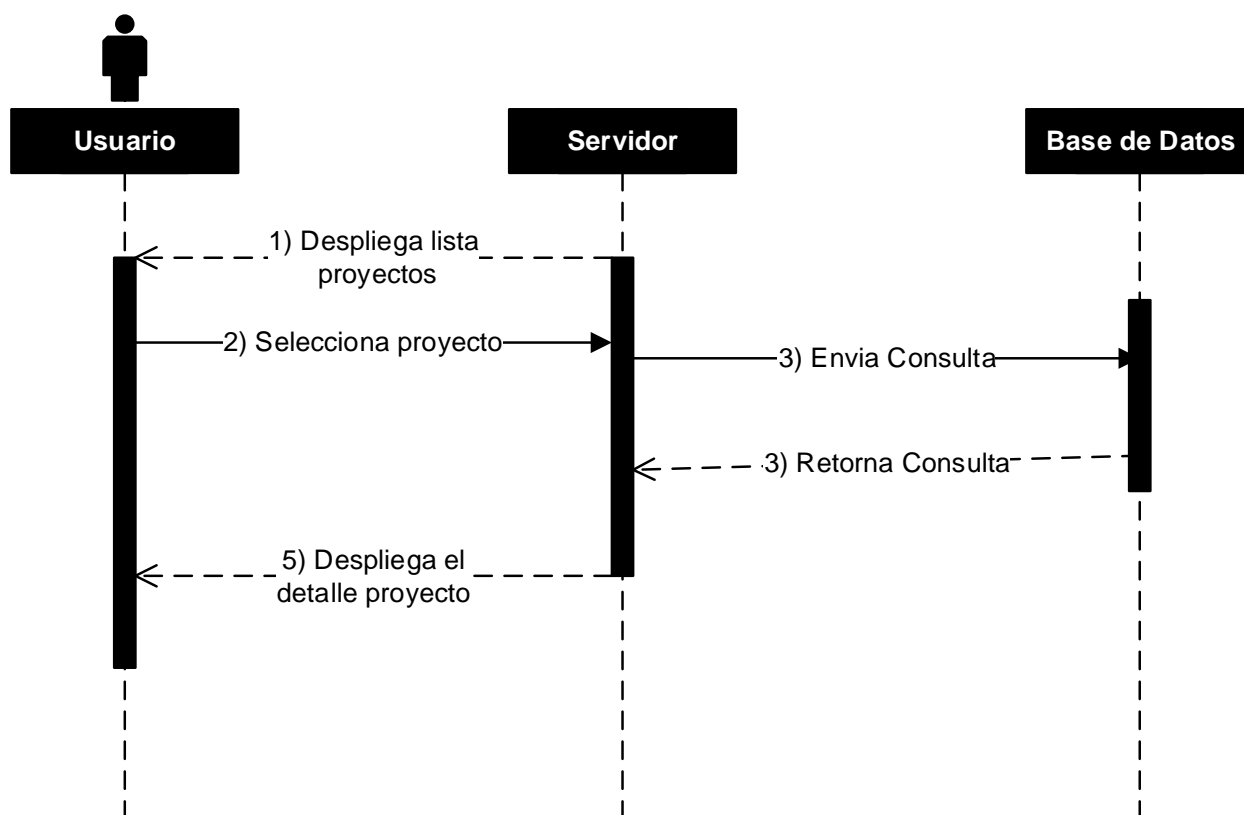 Usuario
Servidor
Base de Datos
1) Despliega lista
proyectos
2) Selecciona proyecto
3) Envia Consulta
3) Retorna Consulta
5) Despliega el
detalle proyecto